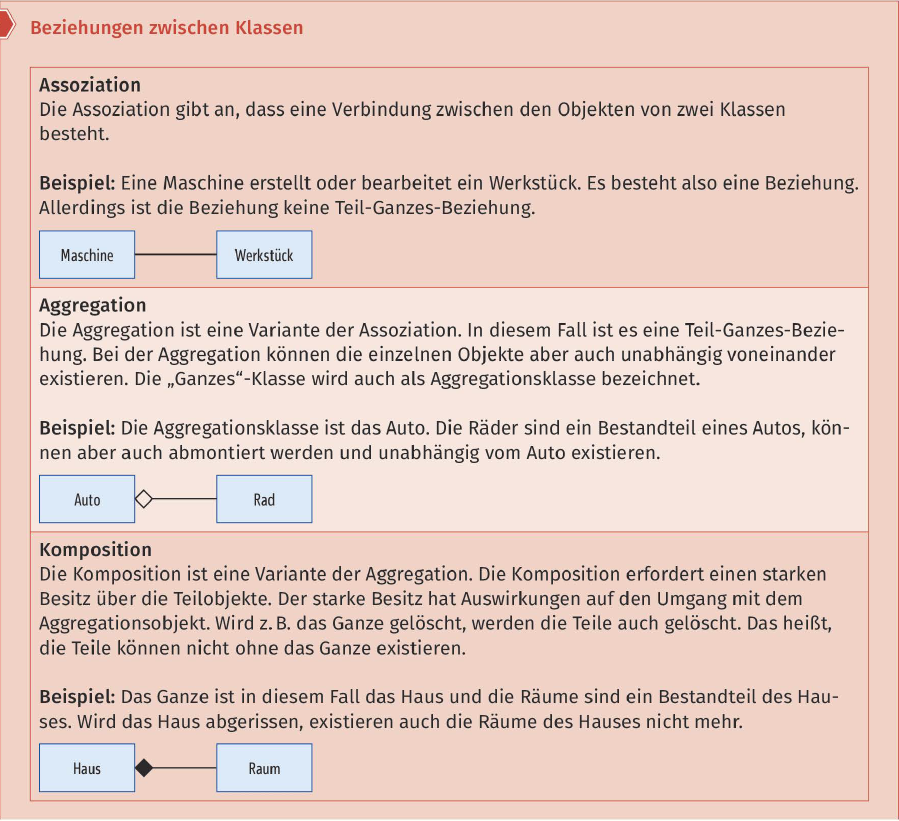 Beziehungen zwischen Klassen
Assoziation
Die Assoziation gibt an, dass eine Verbindung zwischen den Objekten von zwei Klassen
besteht.
Beispiel: Eine Maschine erstellt oder bearbeitet ein Werkstück. Es besteht also eine Beziehung.
Allerdings ist die Beziehung keine Teil-Ganzes-Beziehung.
Maschine
Werkstück
Aggregation
Die Aggregation ist eine Variante der Assoziation. In diesem Fall ist es eine Teil-Ganzes-Bezie-
hung. Bei der Aggregation können die einzelnen Objekte aber auch unabhängig voneinander
existieren. Die „Ganzes“-Klasse wird auch als Aggregationsklasse bezeichnet.
Beispiel: Die Aggregationsklasse ist das Auto. Die Räder sind ein Bestandteil eines Autos, kön-
nen aber auch abmontiert werden und unabhängig vom Auto existieren.
Auto
Rad
Komposition
Die Komposition ist eine Variante der Aggregation. Die Komposition erfordert einen starken
Besitz über die Teilobjekte. Der starke Besitz hat Auswirkungen auf den Umgang mit dem
Aggregationsobjekt. Wird z. B. das Ganze gelöscht, werden die Teile auch gelöscht. Das heißt,
die Teile können nicht ohne das Ganze existieren.
Beispiel: Das Ganze ist in diesem Fall das Haus und die Räume sind ein Bestandteil des Hau-
ses. Wird das Haus abgerissen, existieren auch die Räume des Hauses nicht mehr.
Haus
Raum